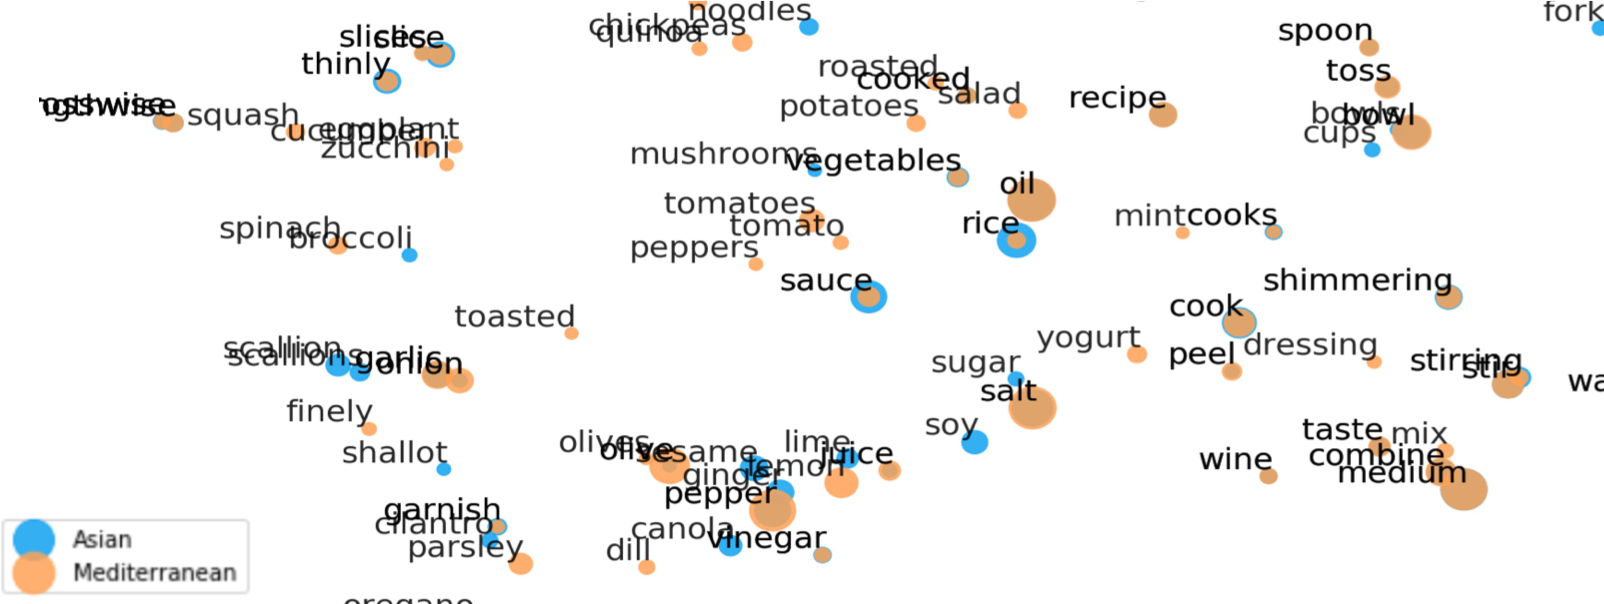 noodles
fork
chickpeas
quinoa
spoon
slices
slice
thinly
roasted
toss
cooked
salad
recipe
squash
potatoes
bowls
bowl
eggplant
cucumber
cups
zucchini
mushrooms
vegetables
oil
tomatoes
mint
cooks
spinach
tomato
rice
broccoli
peppers
sauce
shimmering
toasted
cook
yogurt
dressing
scallion
scallions
garlic
peel
stirring
onion
sugar
stir
wa
salt
finely
soy
taste
mix
olives
lime
shallot
olive
sesame
juice
combine
wine
lemon
ginger
medium
pepper
garnish
cilantro
canola
Asian
vinegar
parsley
dill
Mediterranean
oregano